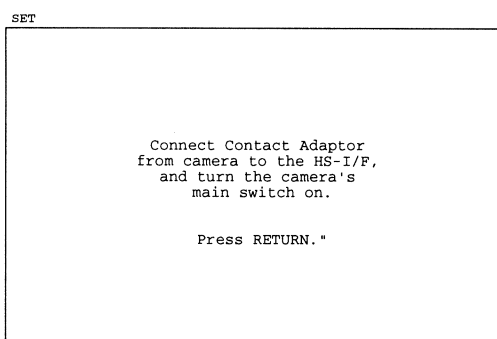 SET
Connect Contact Adaptor
from camera to the HS-I/F,
and turn the camera's
main switch on.
Press RETURN."